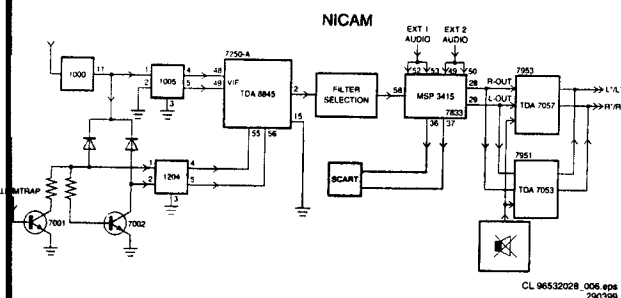 NICAM
EXT 1
AUDIO
EXT 2
AUDIO
7250-A
1000
11
1
2
1005
4
5
3
48
49
VIF
TDA 8845
2
15
55
56
FILTER
SELECTION
58
52
53
49
50
MSP 3415
7833
28
29
36
37
R-OUT
L-OUT
7953
TDA 7057
7951
TDA 7053
SCART
1
2
1204
4
5
3
7001
7002
CL 96532028_006.eps
290399